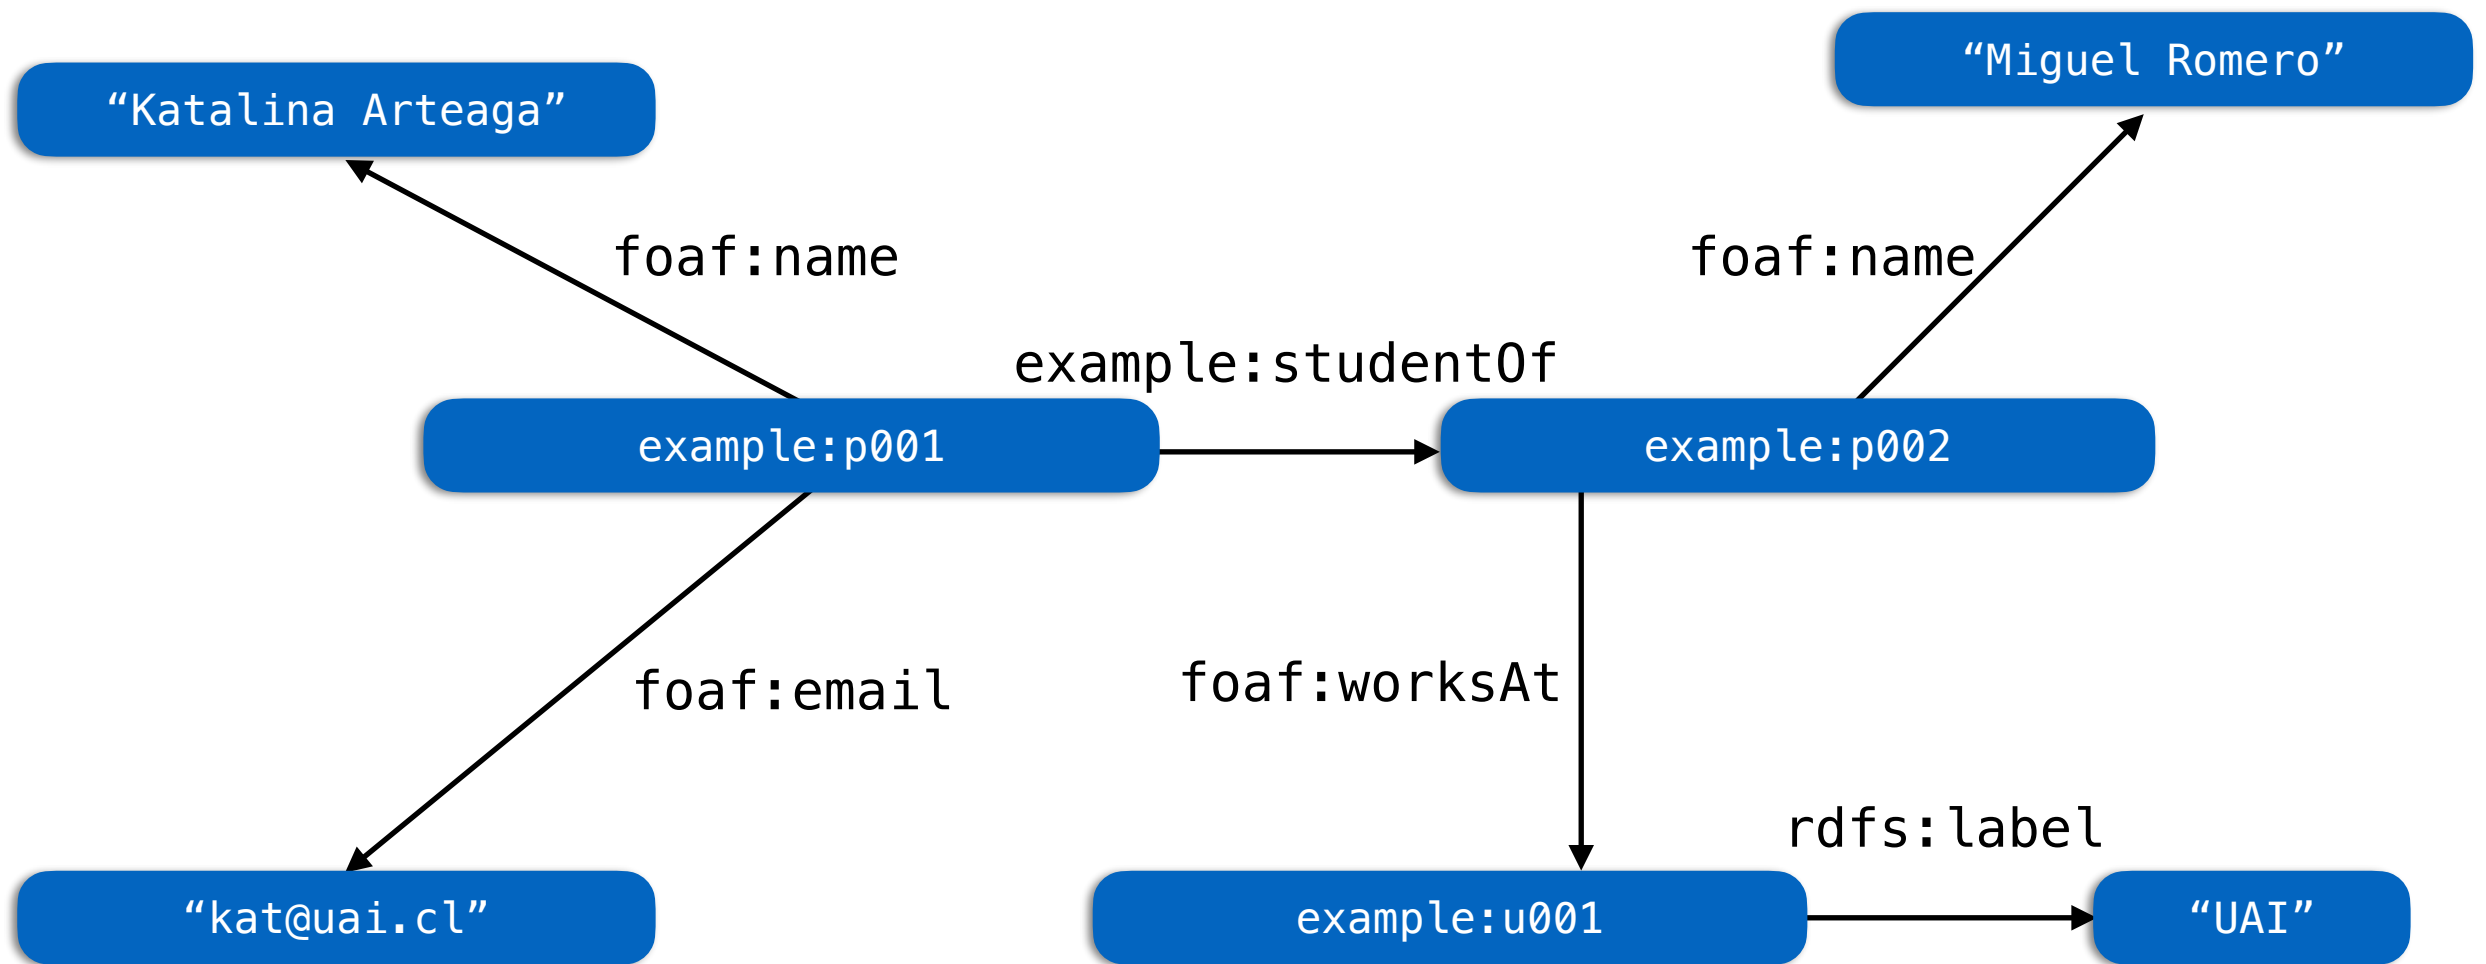 “Miguel Romero”
“Katalina Arteaga”
foaf:name
foaf:name
example:studentOf
example:p001
example:p002
foaf:email
foaf:worksAt
rdfs:label
“kat@uai.cl”
example:u001
“UAI”